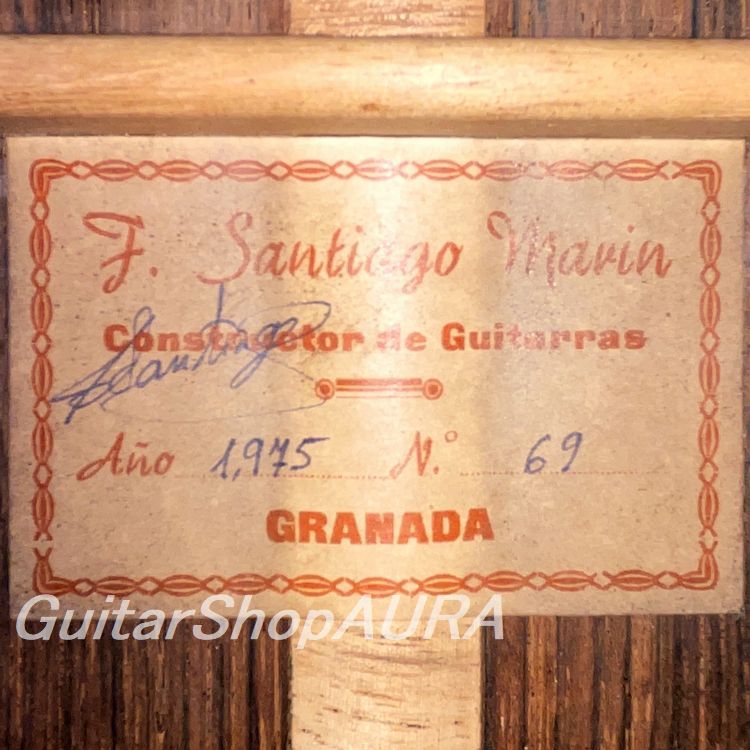 F. Santiago Marin
Constructor de Guitarras
Santiago
Año 1,975 N.º 69
GRANADA
GuitarShopAURA